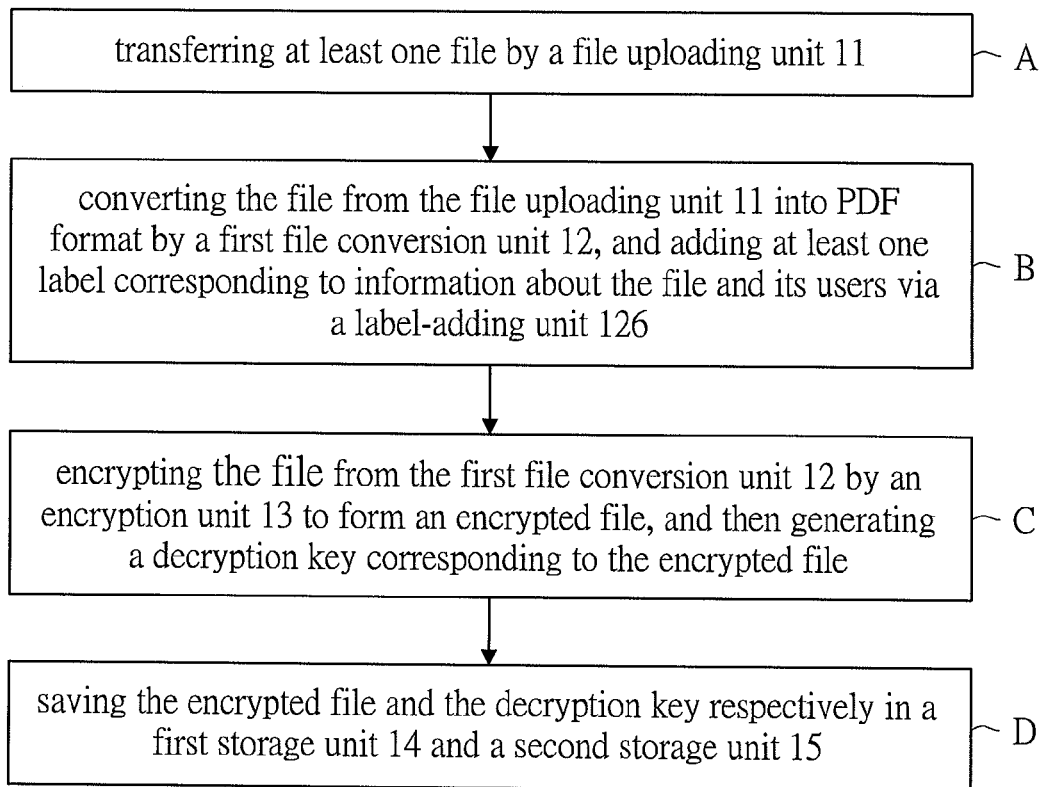 transferring at least one file by a file uploading unit 11
A
converting the file from the file uploading unit 11 into PDF
format by a first file conversion unit 12, and adding at least one
label corresponding to information about the file and its users via
a label-adding unit 126
B
encrypting the file from the first file conversion unit 12 by an
encryption unit 13 to form an encrypted file, and then generating
a decryption key corresponding to the encrypted file
C
saving the encrypted file and the decryption key respectively in a
first storage unit 14 and a second storage unit 15
D